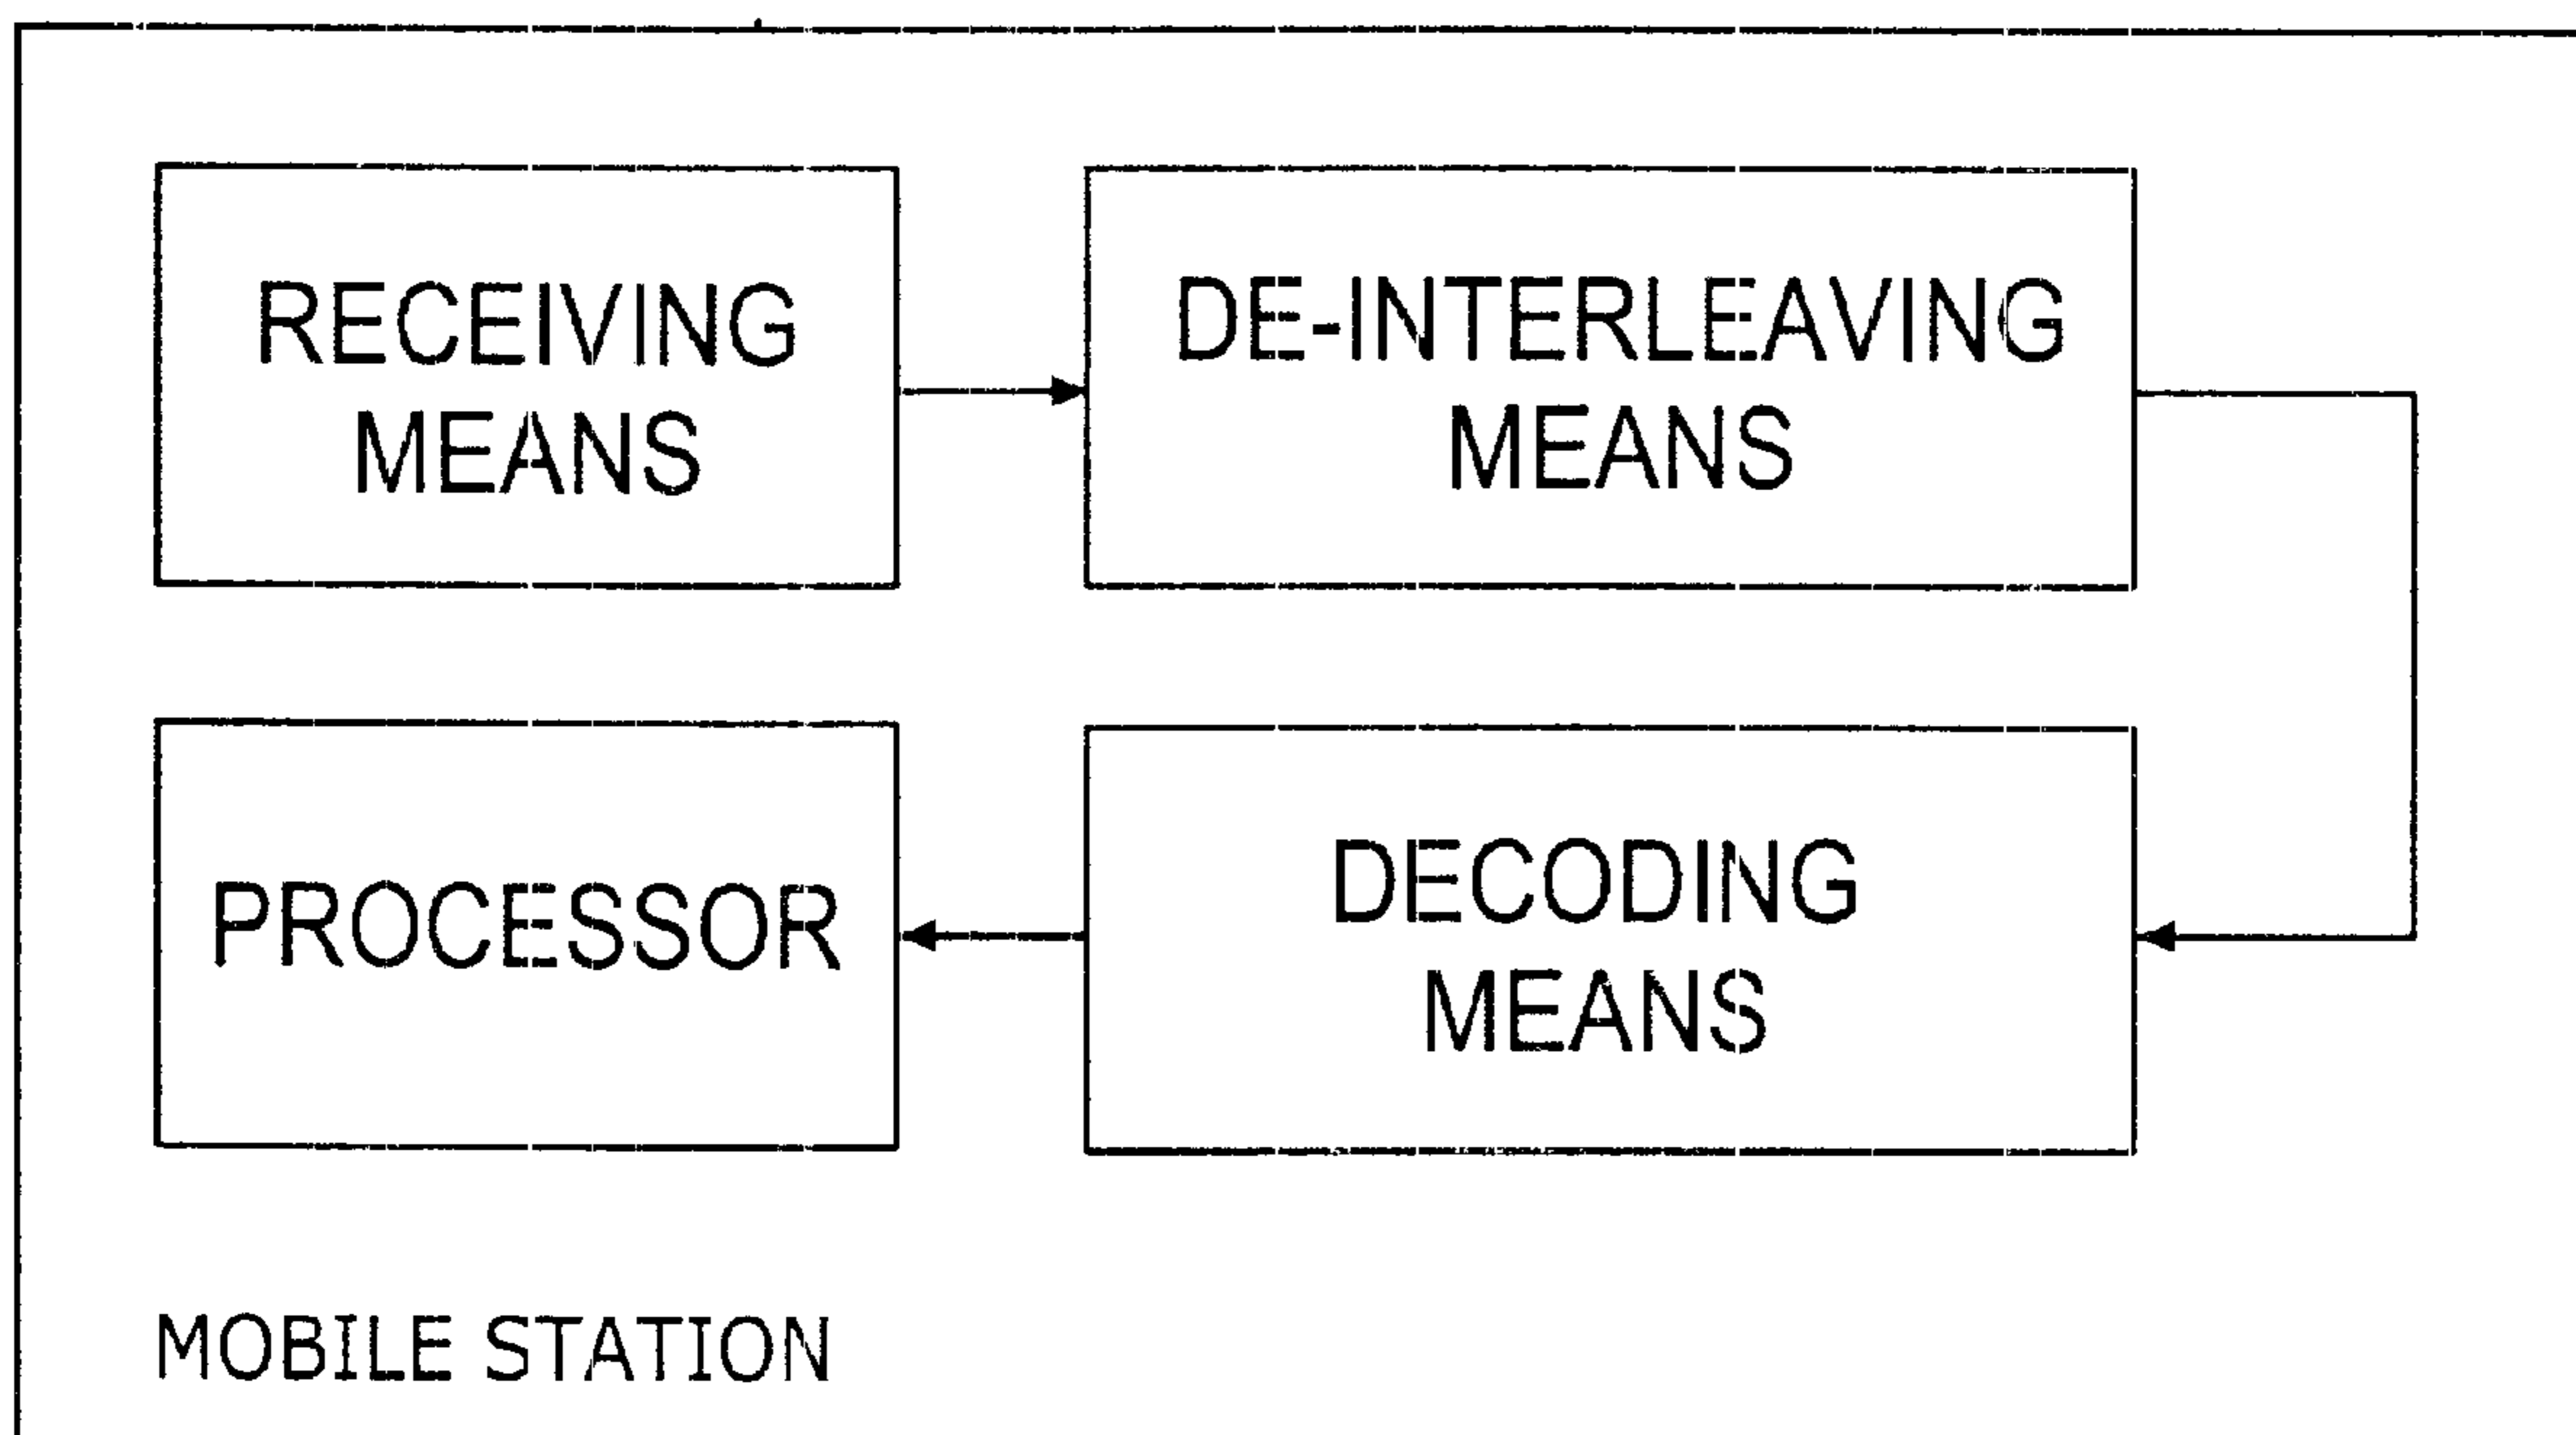 RECEIVING
MEANS
DE-INTERLEAVING
MEANS
PROCESSOR
DECODING
MEANS
MOBILE STATION